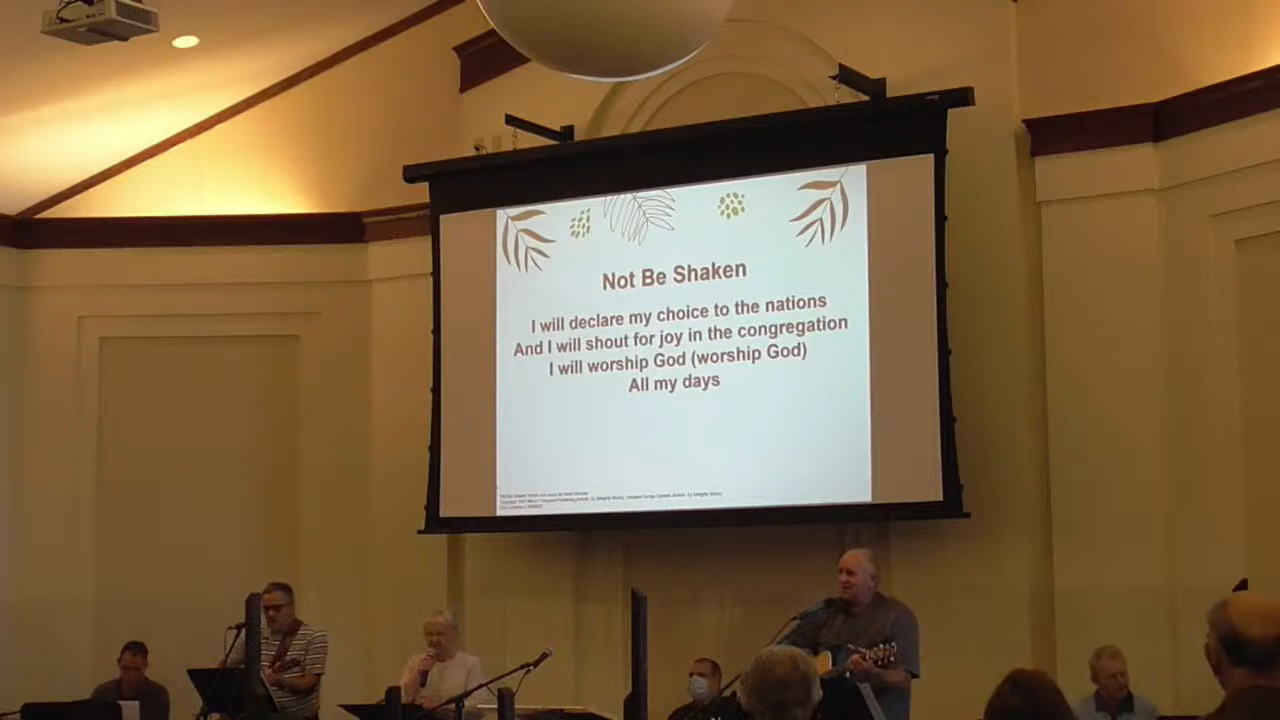 Not Be Shaken
I will declare my choice to the nations
And I will shout for joy in the congregation
I will worship God (worship God)
All my days